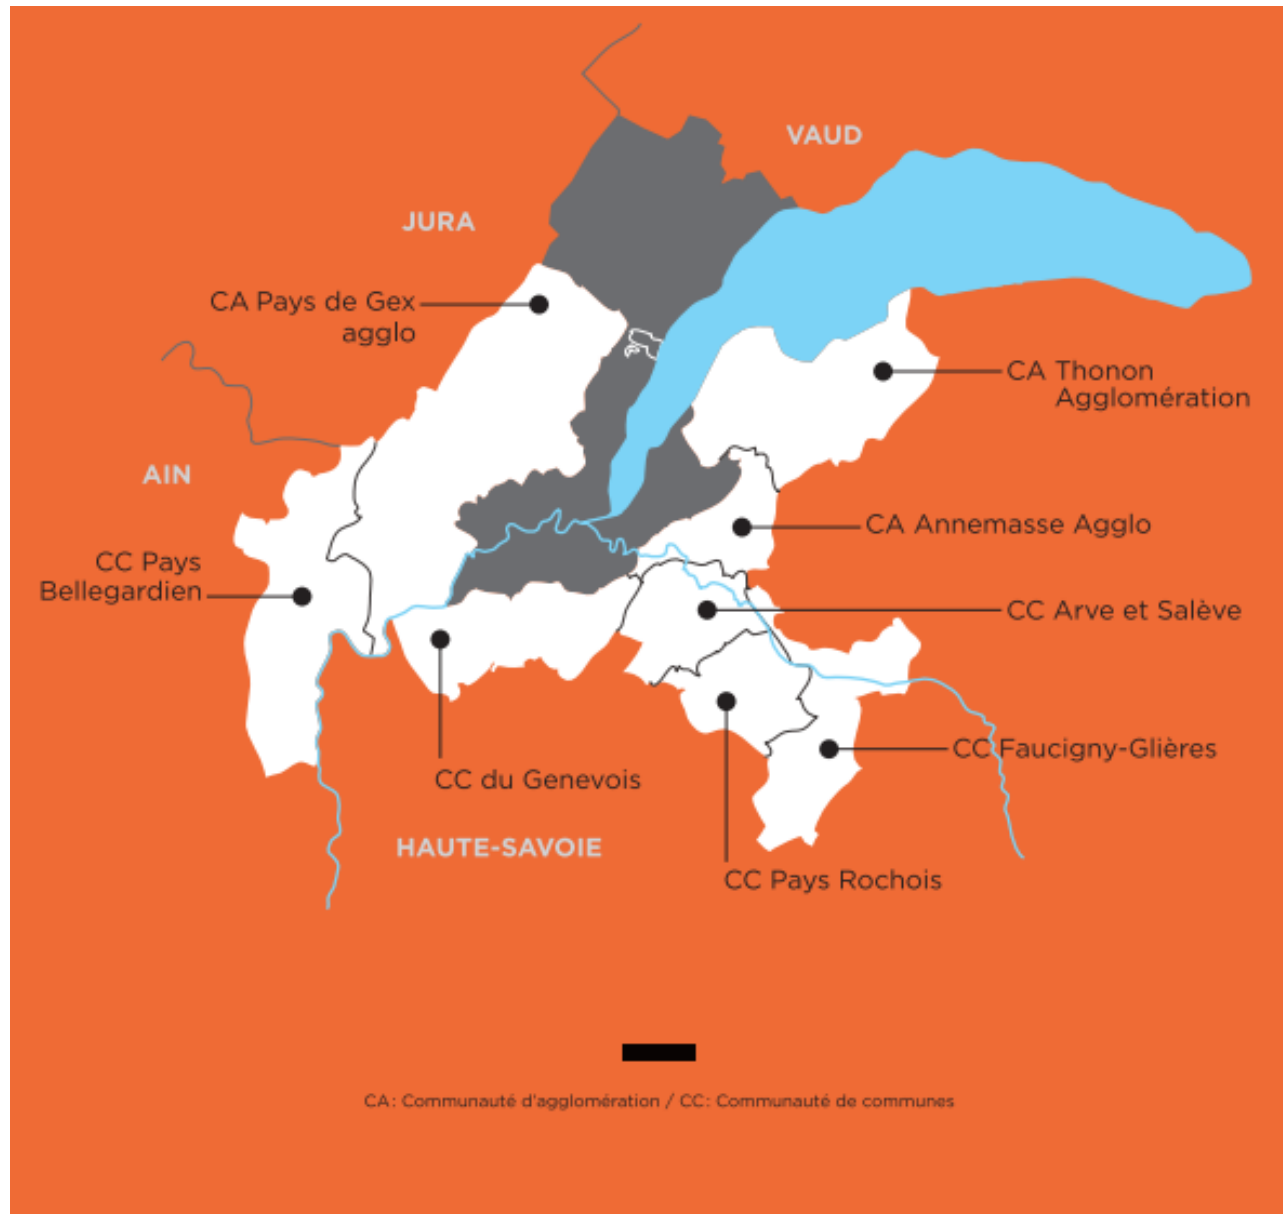 VAUD
JURA
CA Pays de Gex
agglo
CA Thonon
Agglomération
AIN
CA Annemasse Agglo
CC Pays
Bellegardien
CC Arve et Salève
CC Faucigny-Glières
CC du Genevois
HAUTE-SAVOIE
CC Pays Rochois
CA : Communauté d'agglomération / CC : Communauté de communes